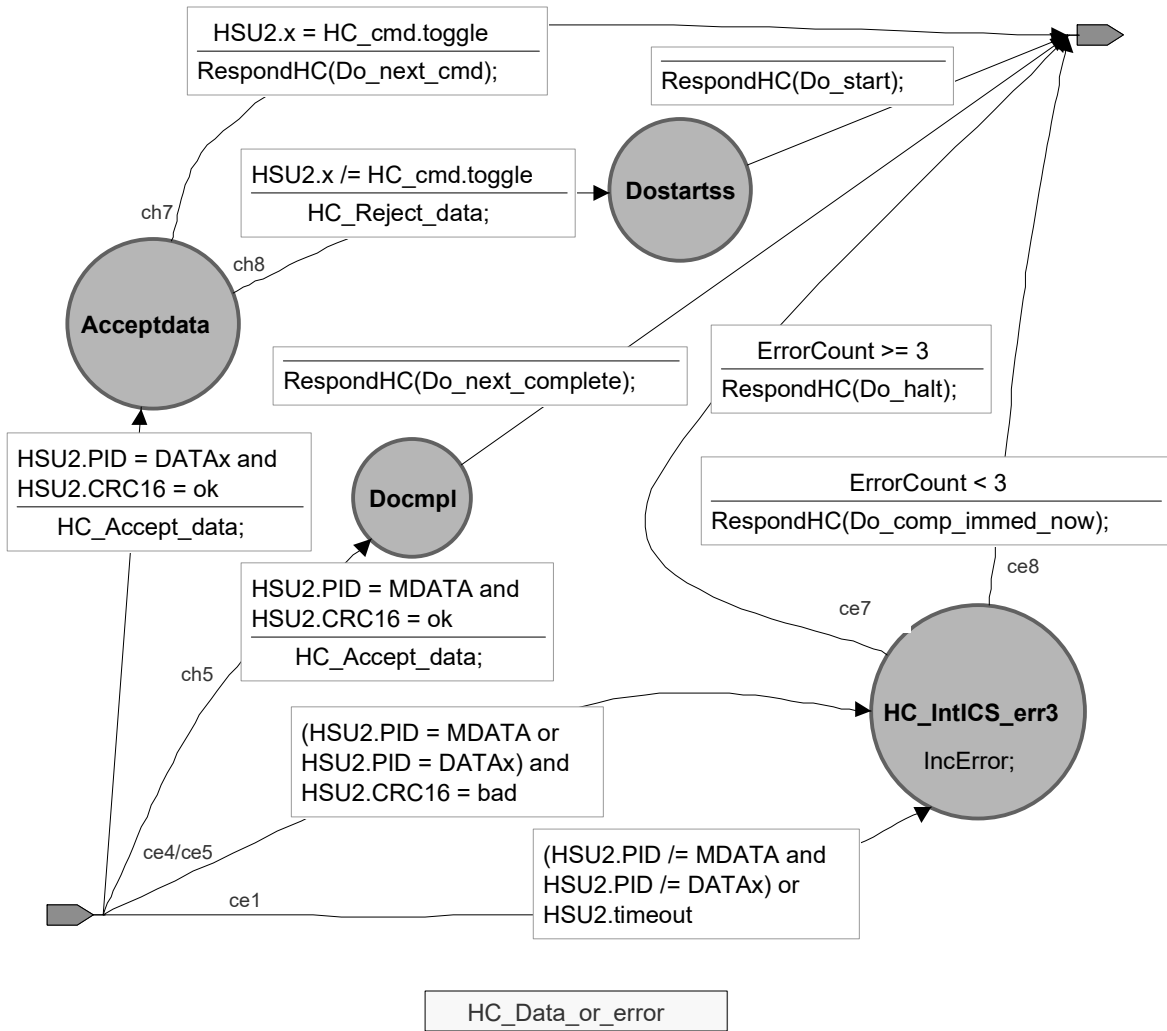 HSU2.x = HC_cmd.toggle
RespondHC(Do_next_cmd);
RespondHC(Do_start);
HSU2.x /= HC_cmd.toggle
HC_Reject_data;
Dostartss
ch7
ch8
Acceptdata
ErrorCount >= 3
RespondHC(Do_halt);
RespondHC(Do_next_complete);
HSU2.PID = DATAx and
HSU2.CRC16 = ok
HC_Accept_data;
Docmpl
ErrorCount < 3
RespondHC(Do_comp_immed_now);
ce8
HSU2.PID = MDATA and
HSU2.CRC16 = ok
HC_Accept_data;
ce7
ch5
HC_IntICS_err3
IncError;
(HSU2.PID = MDATA or
HSU2.PID = DATAx) and
HSU2.CRC16 = bad
ce4/ce5
(HSU2.PID /= MDATA and
HSU2.PID /= DATAx) or
HSU2.timeout
ce1
HC_Data_or_error